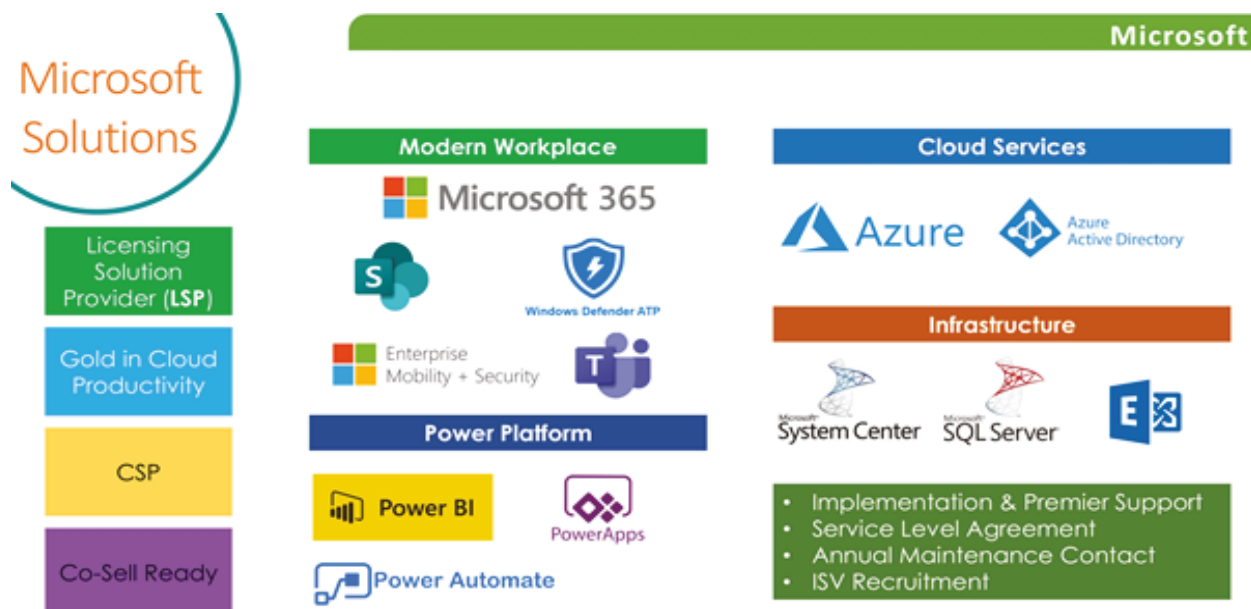 Microsoft
Microsoft
Solutions
Licensing
Solution
Provider (LSP)
Gold in Cloud
Productivity
CSP
Co-Sell Ready
Modern Workplace
Microsoft 365
S
Windows Defender ATP
Enterprise
Mobility + Security
T
Power Platform
Power BI
PowerApps
Power Automate
Cloud Services
Azure
Azure
Active Directory
Infrastructure
Microsoft
System Center
Microsoft
SQL Server
E
• Implementation & Premier Support
• Service Level Agreement
• Annual Maintenance Contact
• ISV Recruitment